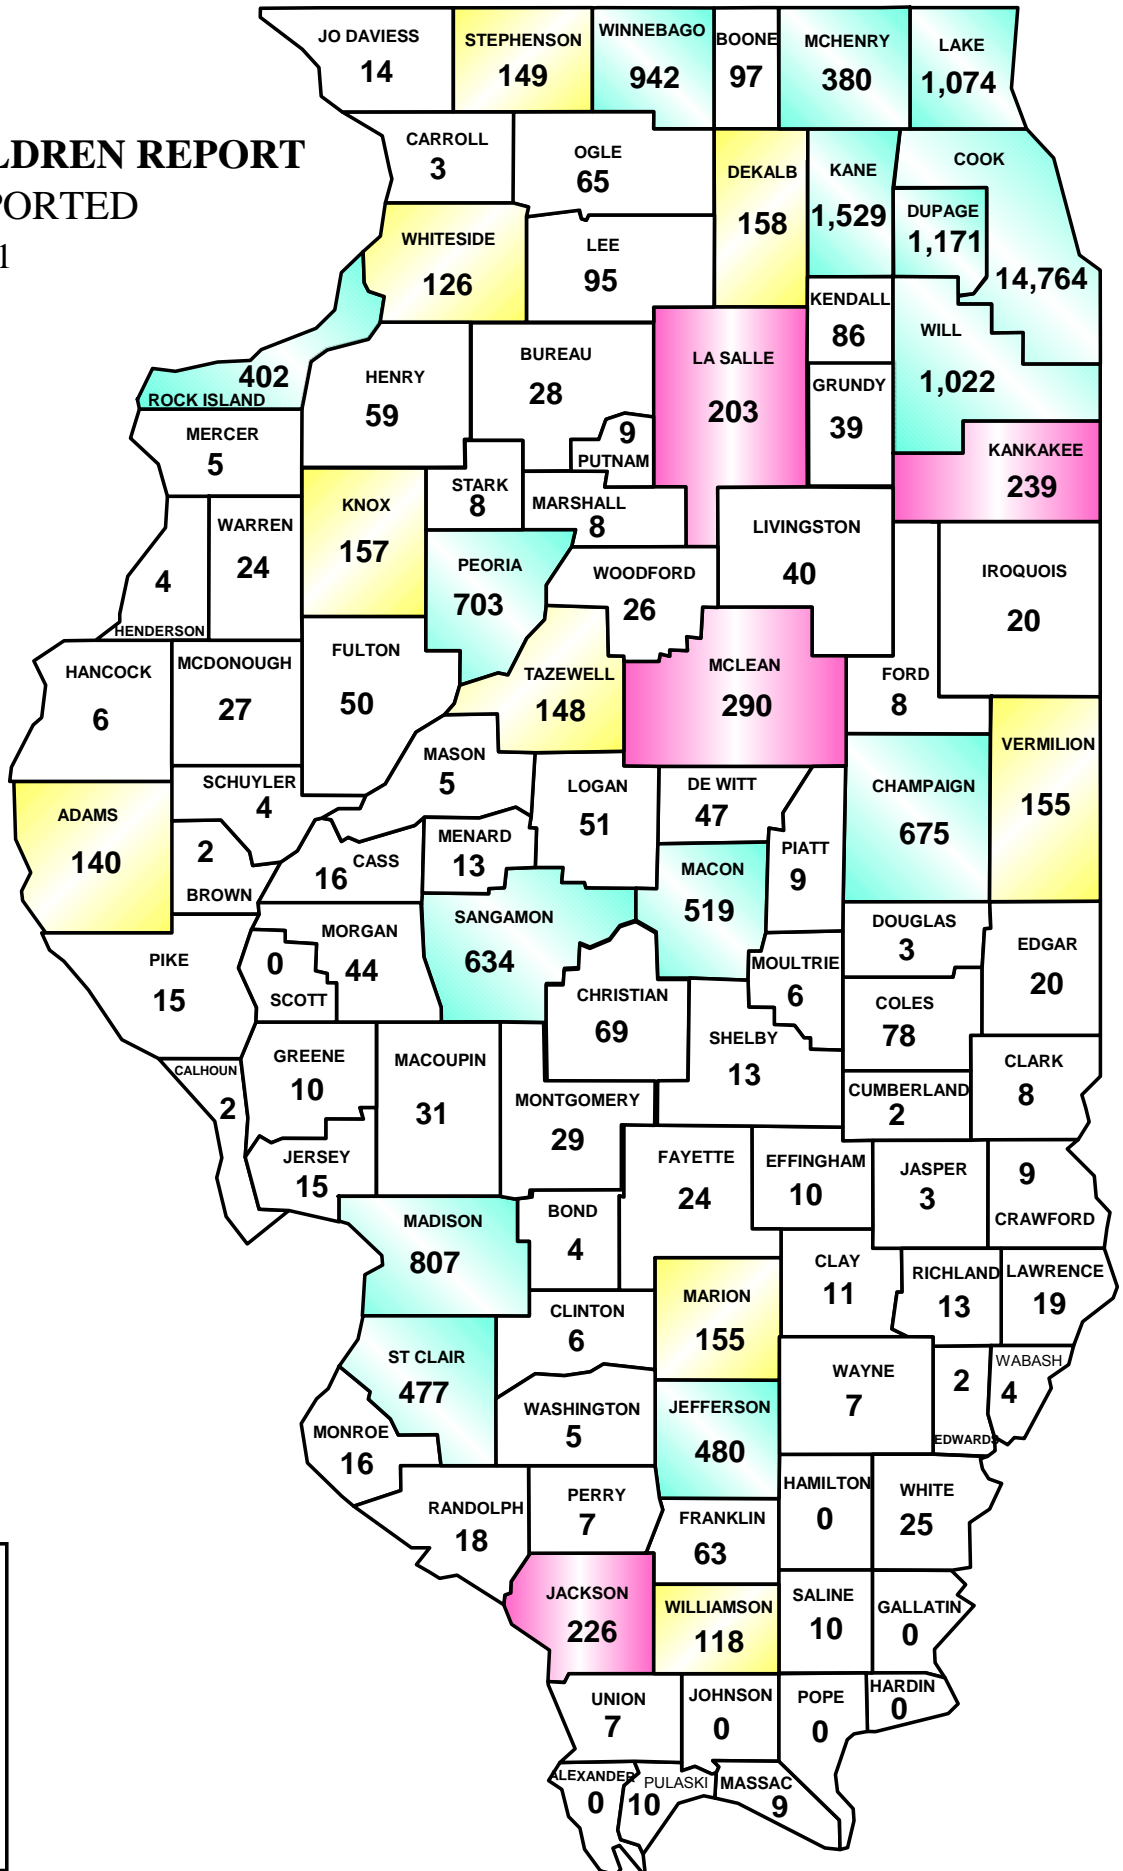 JO DAVIESS
14
STEPHENSON
149
WINNEBAGO
942
BOONE
97
MCHENRY
380
LAKE
1,074
LDREN REPORT
PORTED
1
CARROLL
3
OGLE
65
DEKALB
158
KANE
1,529
COOK
14,764
DUPAGE
1,171
WHITESIDE
126
LEE
95
KENDALL
86
WILL
1,022
402
ROCK ISLAND
HENRY
59
BUREAU
28
LA SALLE
203
GRUNDY
39
MERCER
5
9
PUTNAM
KANKAKEE
239
KNOX
157
STARK
8
MARSHALL
8
LIVINGSTON
40
WARREN
24
4
HENDERSON
PEORIA
703
WOODFORD
26
IROQUOIS
20
HANCOCK
6
MCDONOUGH
27
FULTON
50
TAZEWELL
148
MCLEAN
290
FORD
8
VERMILION
155
MASON
5
SCHUYLER
4
LOGAN
51
DE WITT
47
CHAMPAIGN
675
ADAMS
140
2
BROWN
CASS
16
MENARD
13
PIATT
9
MACON
519
SANGAMON
634
MORGAN
44
0
SCOTT
DOUGLAS
3
EDGAR
20
PIKE
15
CHRISTIAN
69
MOULTRIE
6
COLES
78
SHELBY
13
GREENE
10
MACOUPIN
31
CALHOUN
2
MONTGOMERY
29
CUMBERLAND
2
CLARK
8
JERSEY
15
FAYETTE
24
EFFINGHAM
10
JASPER
3
9
CRAWFORD
MADISON
807
BOND
4
CLAY
11
RICHLAND
13
LAWRENCE
19
MARION
155
CLINTON
6
ST CLAIR
477
WAYNE
7
2
EDWARDS
WABASH
4
WASHINGTON
5
JEFFERSON
480
MONROE
16
HAMILTON
0
WHITE
25
RANDOLPH
18
PERRY
7
FRANKLIN
63
JACKSON
226
WILLIAMSON
118
SALINE
10
GALLATIN
0
UNION
7
JOHNSON
0
POPE
0
HARDIN
0
ALEXANDER
0
PULASKI
10
MASSAC
9